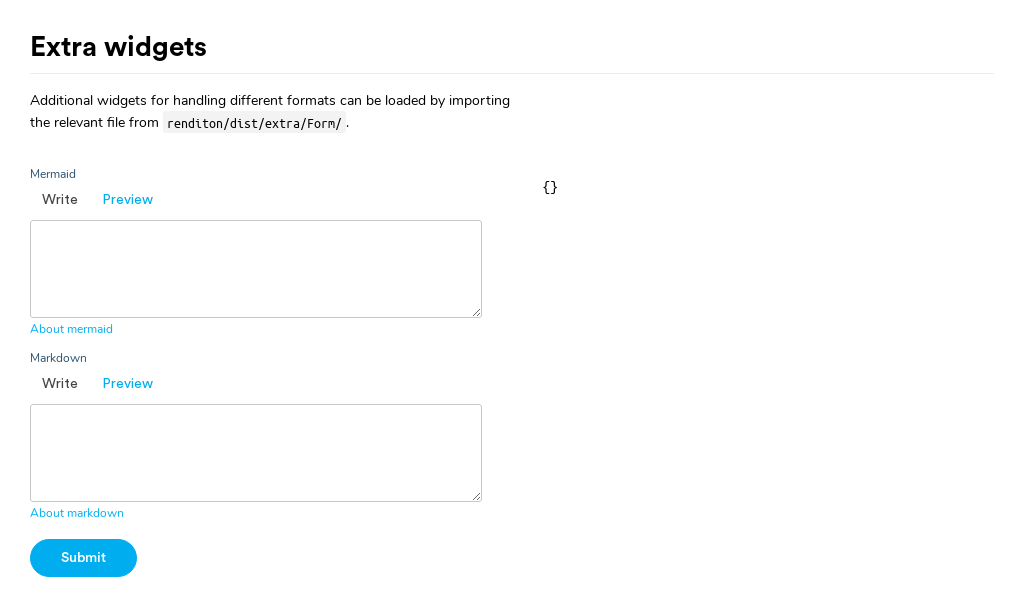 Extra widgets
Additional widgets for handling different formats can be loaded by importing
the relevant file from renditon/dist/extra/Form/ .
Mermaid
{}
Write Preview
About mermaid
Markdown
Write Preview
About markdown
Submit